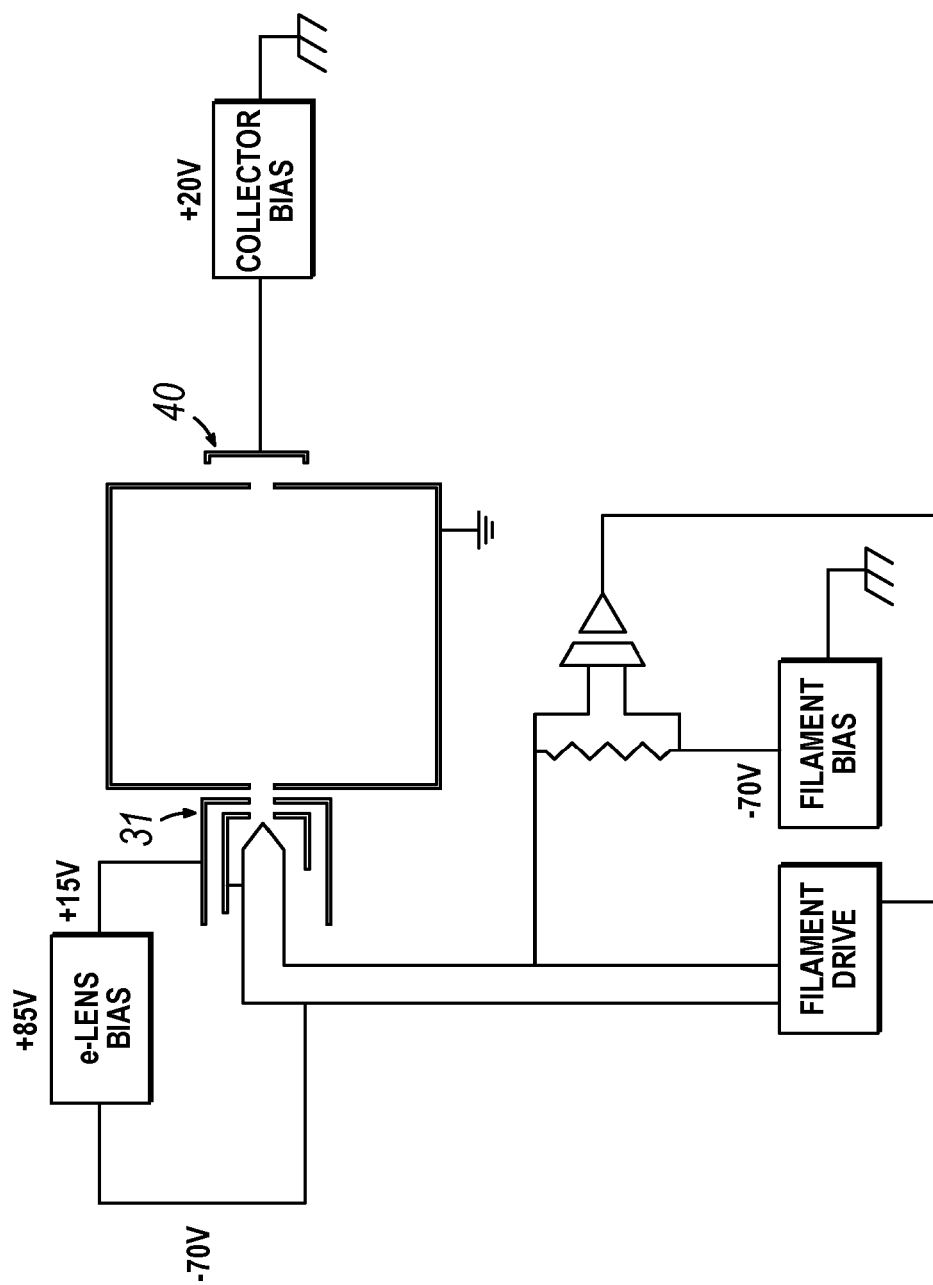 +85V
e-LENS
BIAS
+15V
-70V
31
40
+20V
COLLECTOR
BIAS
-70V
FILAMENT
BIAS
FILAMENT
DRIVE